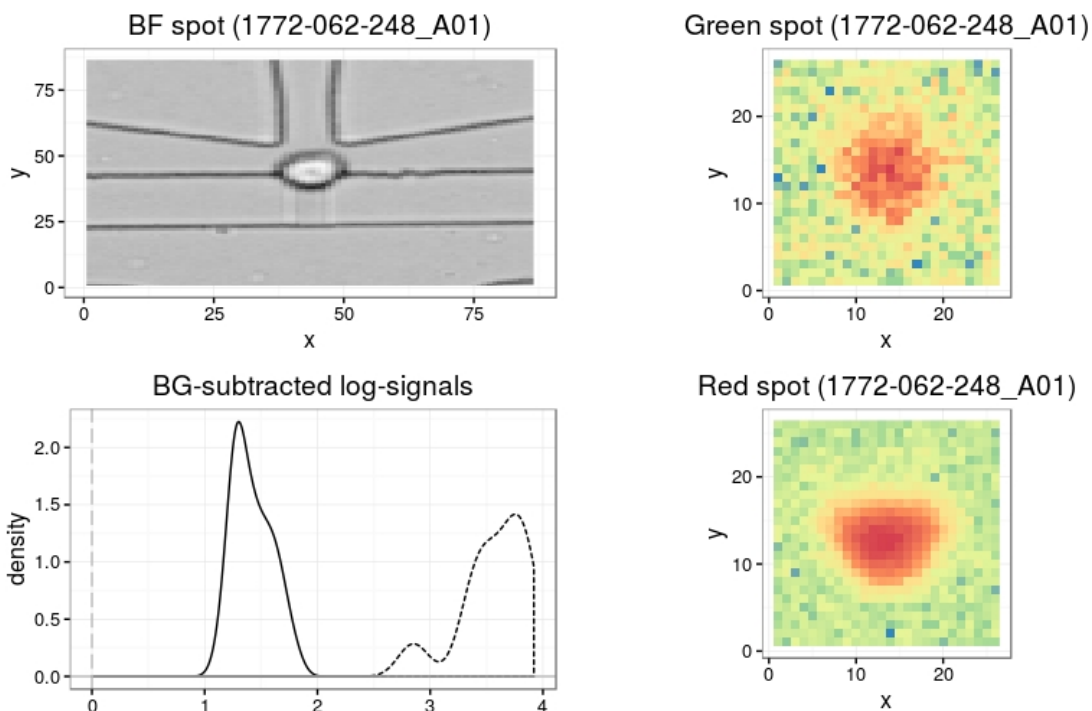 BF spot (1772-062-248_A01)
75
50
25
0
y
0 25 50 75
x
Green spot (1772-062-248_A01)
20
10
0
y
0 10 20
x
BG-subtracted log-signals
2.0
1.5
1.0
0.5
0.0
density
0 1 2 3 4
Red spot (1772-062-248_A01)
20
10
0
y
0 10 20
x